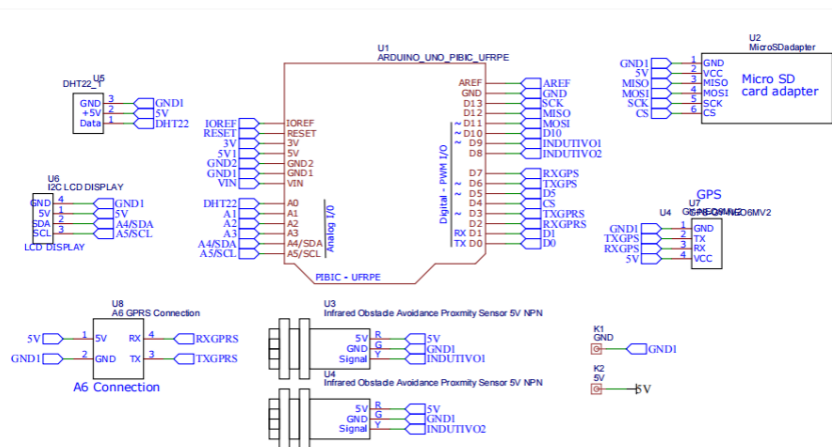 U5
DHT22_T
GND 3 GND1
+5V 2 5V
Data 1 DHT22
U6
I2C LCD DISPLAY
GND 4 GND1
5V 1 5V
SDA 2 A4/SDA
SCL 3 A5/SCL
LCD DISPLAY
U1
ARDUINO_UNO_PIBIC_UFRPE
IOREF IOREF
RESET RESET
3V 3V
5V1 5V
GND2 GND2
GND1 GND1
VIN VIN
DHT22 A0
A1 A1
A2 A2
A3 A3
A4/SDA A4/SDA
A5/SCL A5/SCL
Analog I/O
Digital - PWM I/O
AREF AREF
GND GND
D13 SCK
D12 MISO
~ D11 MOSI
~ D10 D10
~ D9 INDUTIVO1
D8 INDUTIVO2
D7 RXGPS
~ D6 TXGPS
~ D5 D5
D4 CS
~ D3 TXGPRS
D2 RXGPRS
RX D1 D1
TX D0 D0
PIBIC - UFRPE
U2
MicroSDadapter
GND1 1 GND
5V 2 VCC
MISO 3 MISO
MOSI 4 MOSI
SCK 5 SCK
CS 6 CS
Micro SD
card adapter
GPS
U7
U4
GND1 1 GND
TXGPS 2 TX
RXGPS 3 RX
5V 4 VCC
U8
A6 GPRS Connection
5V 1 5V RX 4 RXGPRS
GND1 2 GND TX 3 TXGPRS
A6 Connection
U3
Infrared Obstacle Avoidance Proxmity Sensor 5V NPN
5V R 5V
GND G GND1
Signal Y INDUTIVO1
U4
Infrared Obstacle Avoidance Proxmity Sensor 5V NPN
5V R 5V
GND G GND1
Signal Y INDUTIVO2
K1
GND
GND1
K2
5V
5V